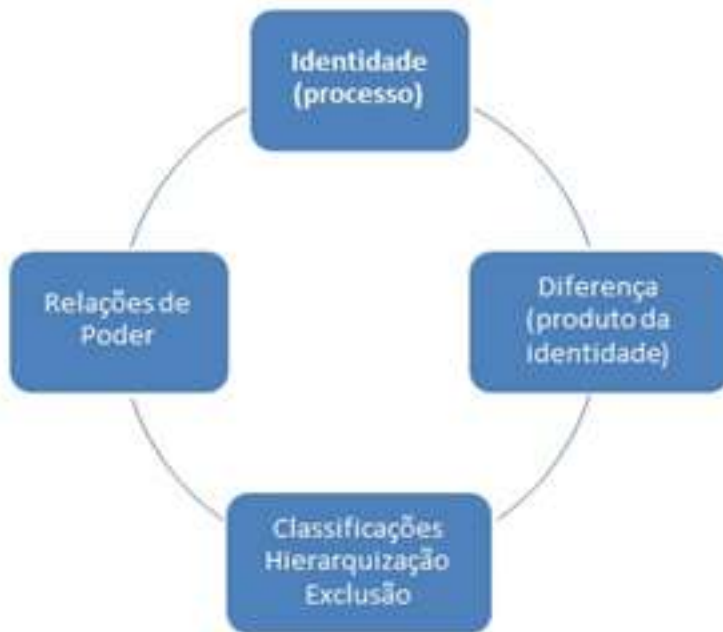 Identidade
(processo)
Diferença
(produto da
identidade)
Classificações
Hierarquização
Exclusão
Relações de
Poder